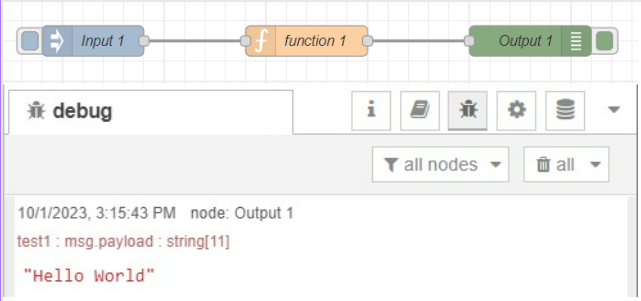 Input 1 function 1 Output 1
debug
all nodes all
10/1/2023, 3:15:43 PM node: Output 1
test1 : msg.payload : string[11]
"Hello World"